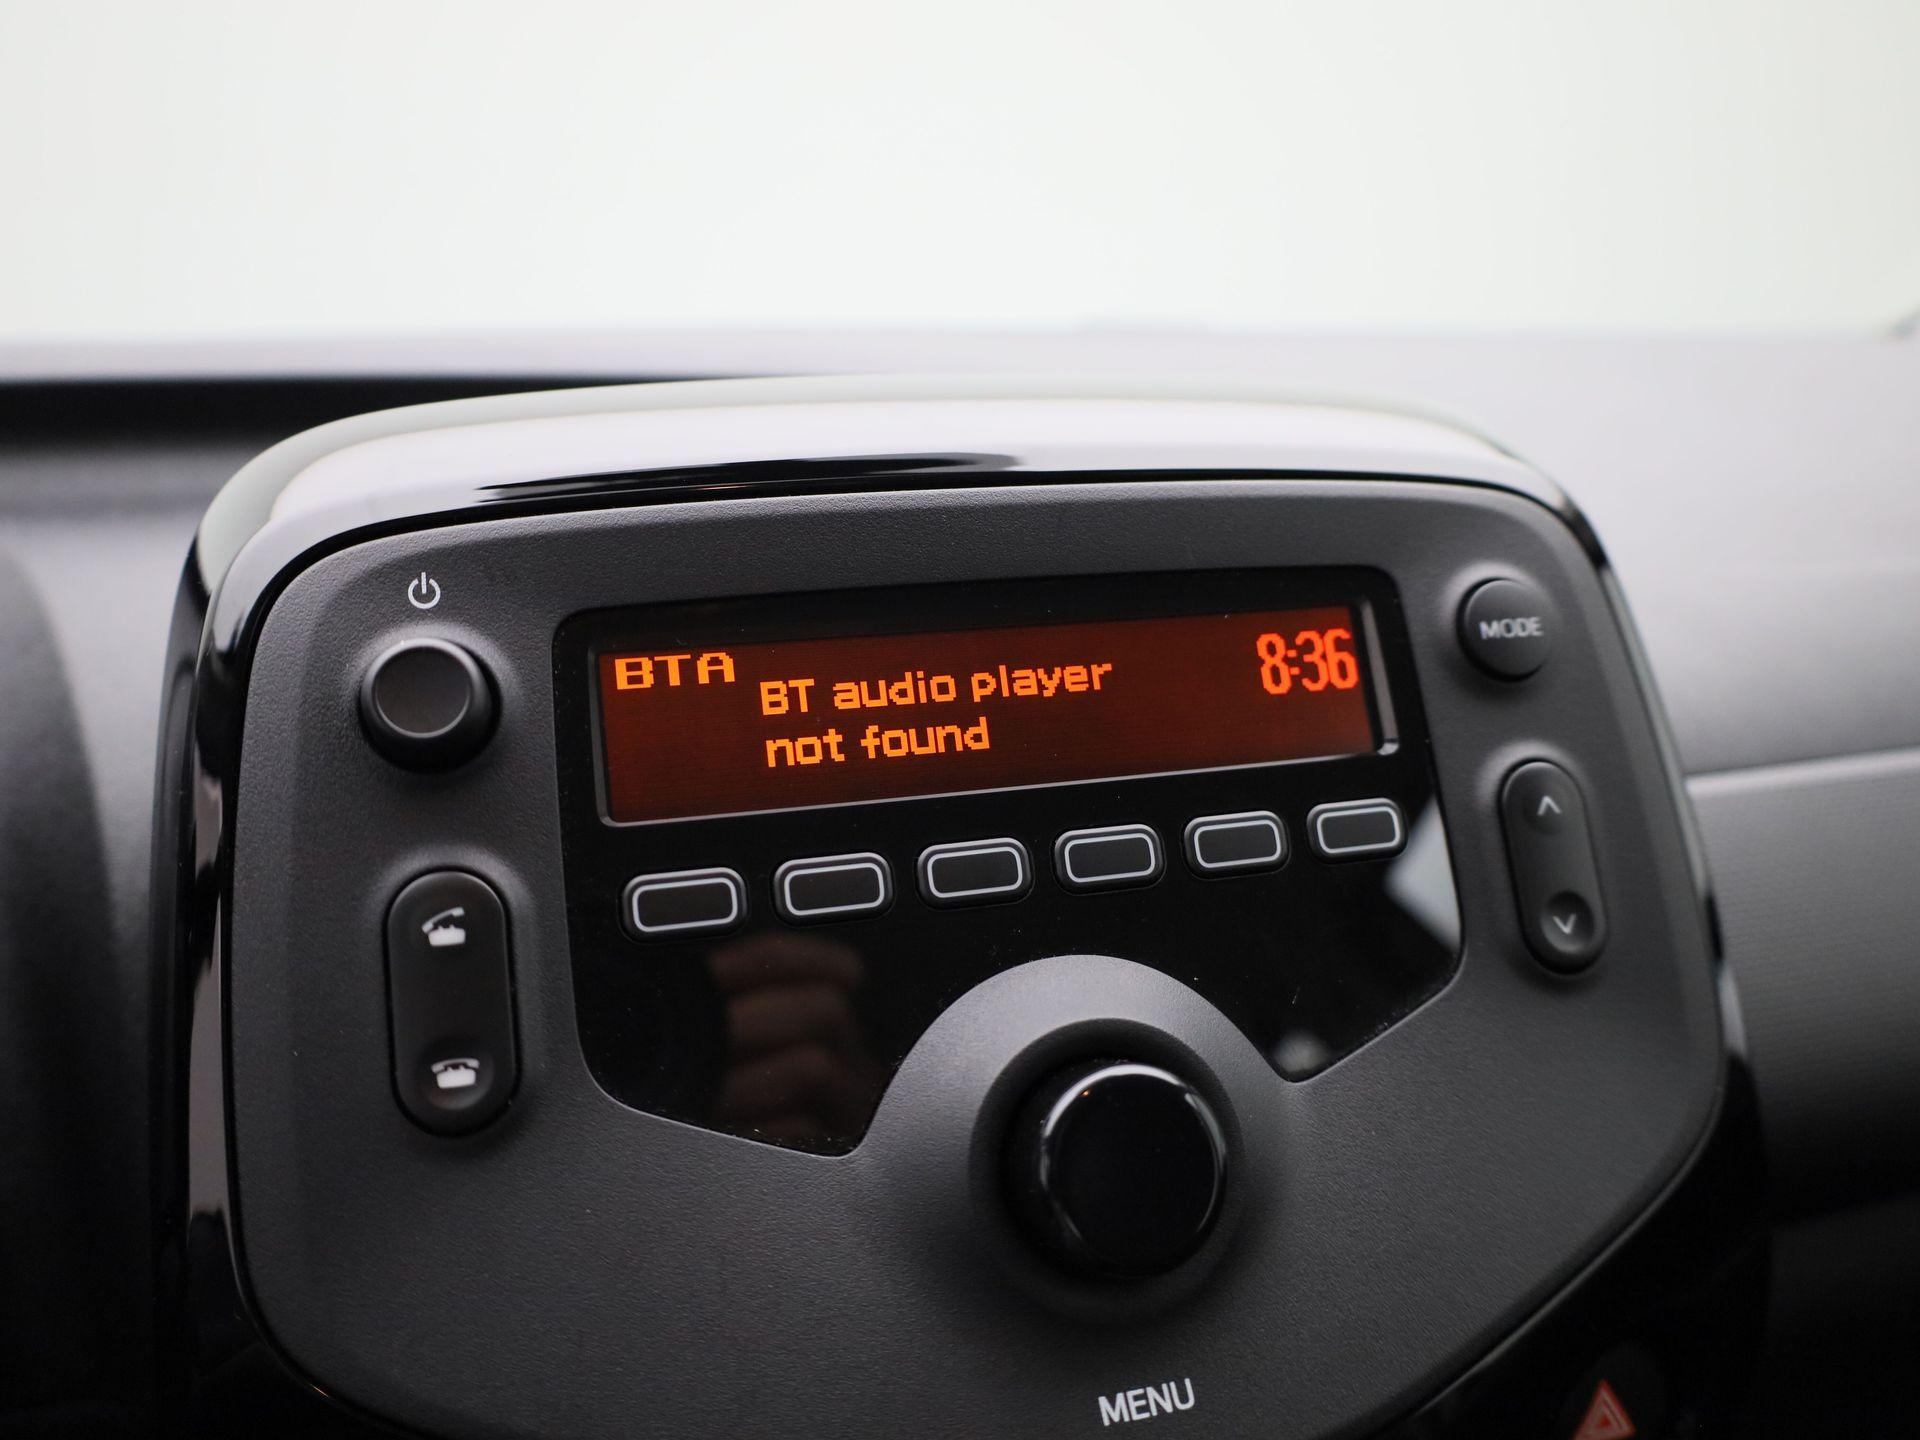 BTA
BT audio player
not found
8:36
MODE
MENU